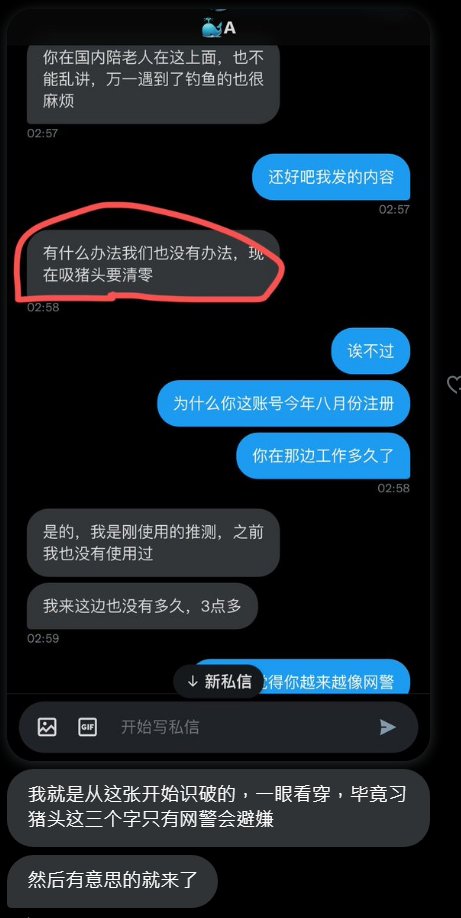 🐳A
你在国内陪老人在这上面，也不
能乱讲，万一遇到了钓鱼的也很
麻烦
02:57
还好吧我发的内容
02:57
有什么办法我们也没有办法，现
在吸猪头要清零
02:58
诶不过
为什么你这账号今年八月份注册
你在那边工作多久了
02:58
是的，我是刚使用的推测，之前
我也没有使用过
我来这边也没有多久，3点多
02:59
↓ 新私信
得你越来越像网警
GIF
开始写私信
我就是从这张开始识破的，一眼看穿，毕竟习
猪头这三个字只有网警会避嫌
然后有意思的就来了